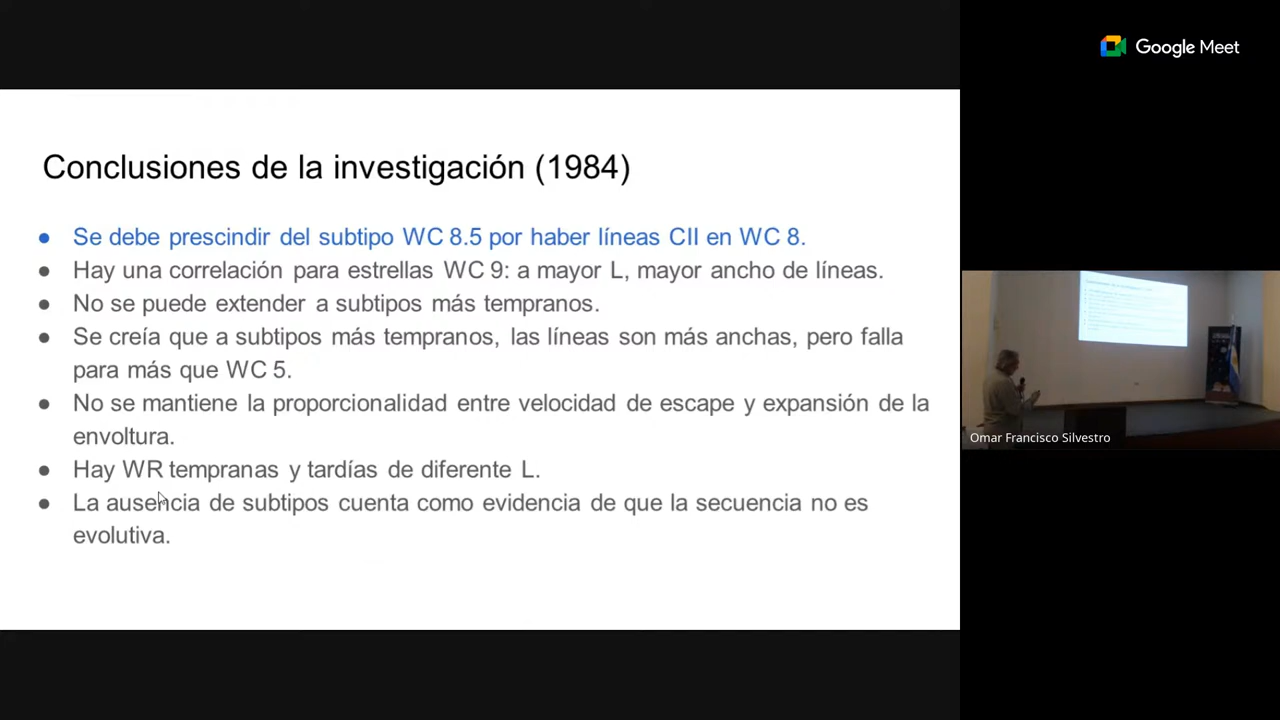 Google Meet
Conclusiones de la investigación (1984)
● Se debe prescindir del subtipo WC 8.5 por haber líneas CII en WC 8.
● Hay una correlación para estrellas WC 9: a mayor L, mayor ancho de líneas.
● No se puede extender a subtipos más tempranos.
● Se creía que a subtipos más tempranos, las líneas son más anchas, pero falla
para más que WC 5.
● No se mantiene la proporcionalidad entre velocidad de escape y expansión de la
envoltura.
● Hay WR tempranas y tardías de diferente L.
● La ausencia de subtipos cuenta como evidencia de que la secuencia no es
evolutiva.
Omar Francisco Silvestro